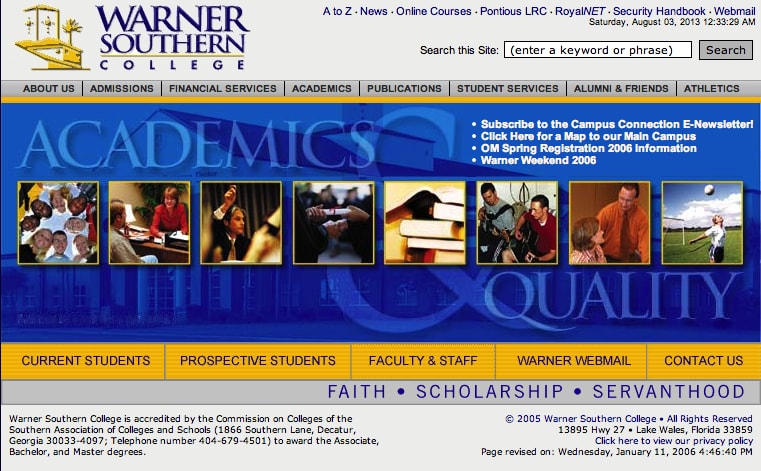 WARNER
SOUTHERN
COLLEGE
A to Z · News · Online Courses · Pontious LRC · RoyalNET · Security Handbook · Webmail
Saturday, August 03, 2013 12:33:29 AM
Search this Site: (enter a keyword or phrase) Search
ABOUT US ADMISSIONS FINANCIAL SERVICES ACADEMICS PUBLICATIONS STUDENT SERVICES ALUMNI & FRIENDS ATHLETICS
ACADEMICS
• Subscribe to the Campus Connection E-Newsletter!
• Click Here for a Map to our Main Campus
• OM Spring Registration 2006 Information
• Warner Weekend 2006
&
QUALITY
CURRENT STUDENTS PROSPECTIVE STUDENTS FACULTY & STAFF WARNER WEBMAIL CONTACT US
FAITH • SCHOLARSHIP • SERVANTHOOD
Warner Southern College is accredited by the Commission on Colleges of the
Southern Association of Colleges and Schools (1866 Southern Lane, Decatur,
Georgia 30033-4097; Telephone number 404-679-4501) to award the Associate,
Bachelor, and Master degrees.
© 2005 Warner Southern College • All Rights Reserved
13895 Hwy 27 • Lake Wales, Florida 33859
Click here to view our privacy policy
Page revised on: Wednesday, January 11, 2006 4:46:40 PM